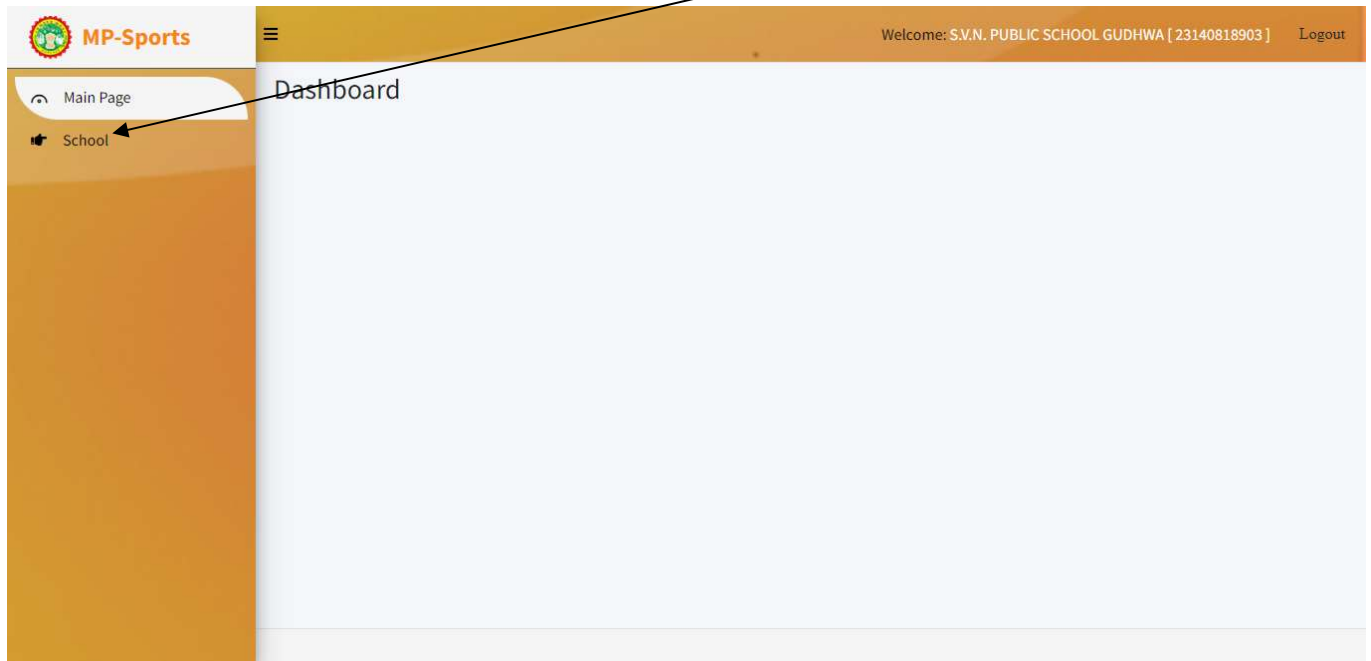 MP-Sports
Welcome: S.V.N. PUBLIC SCHOOL GUDHWA [ 23140818903 ] Logout
Main Page
Dashboard
School